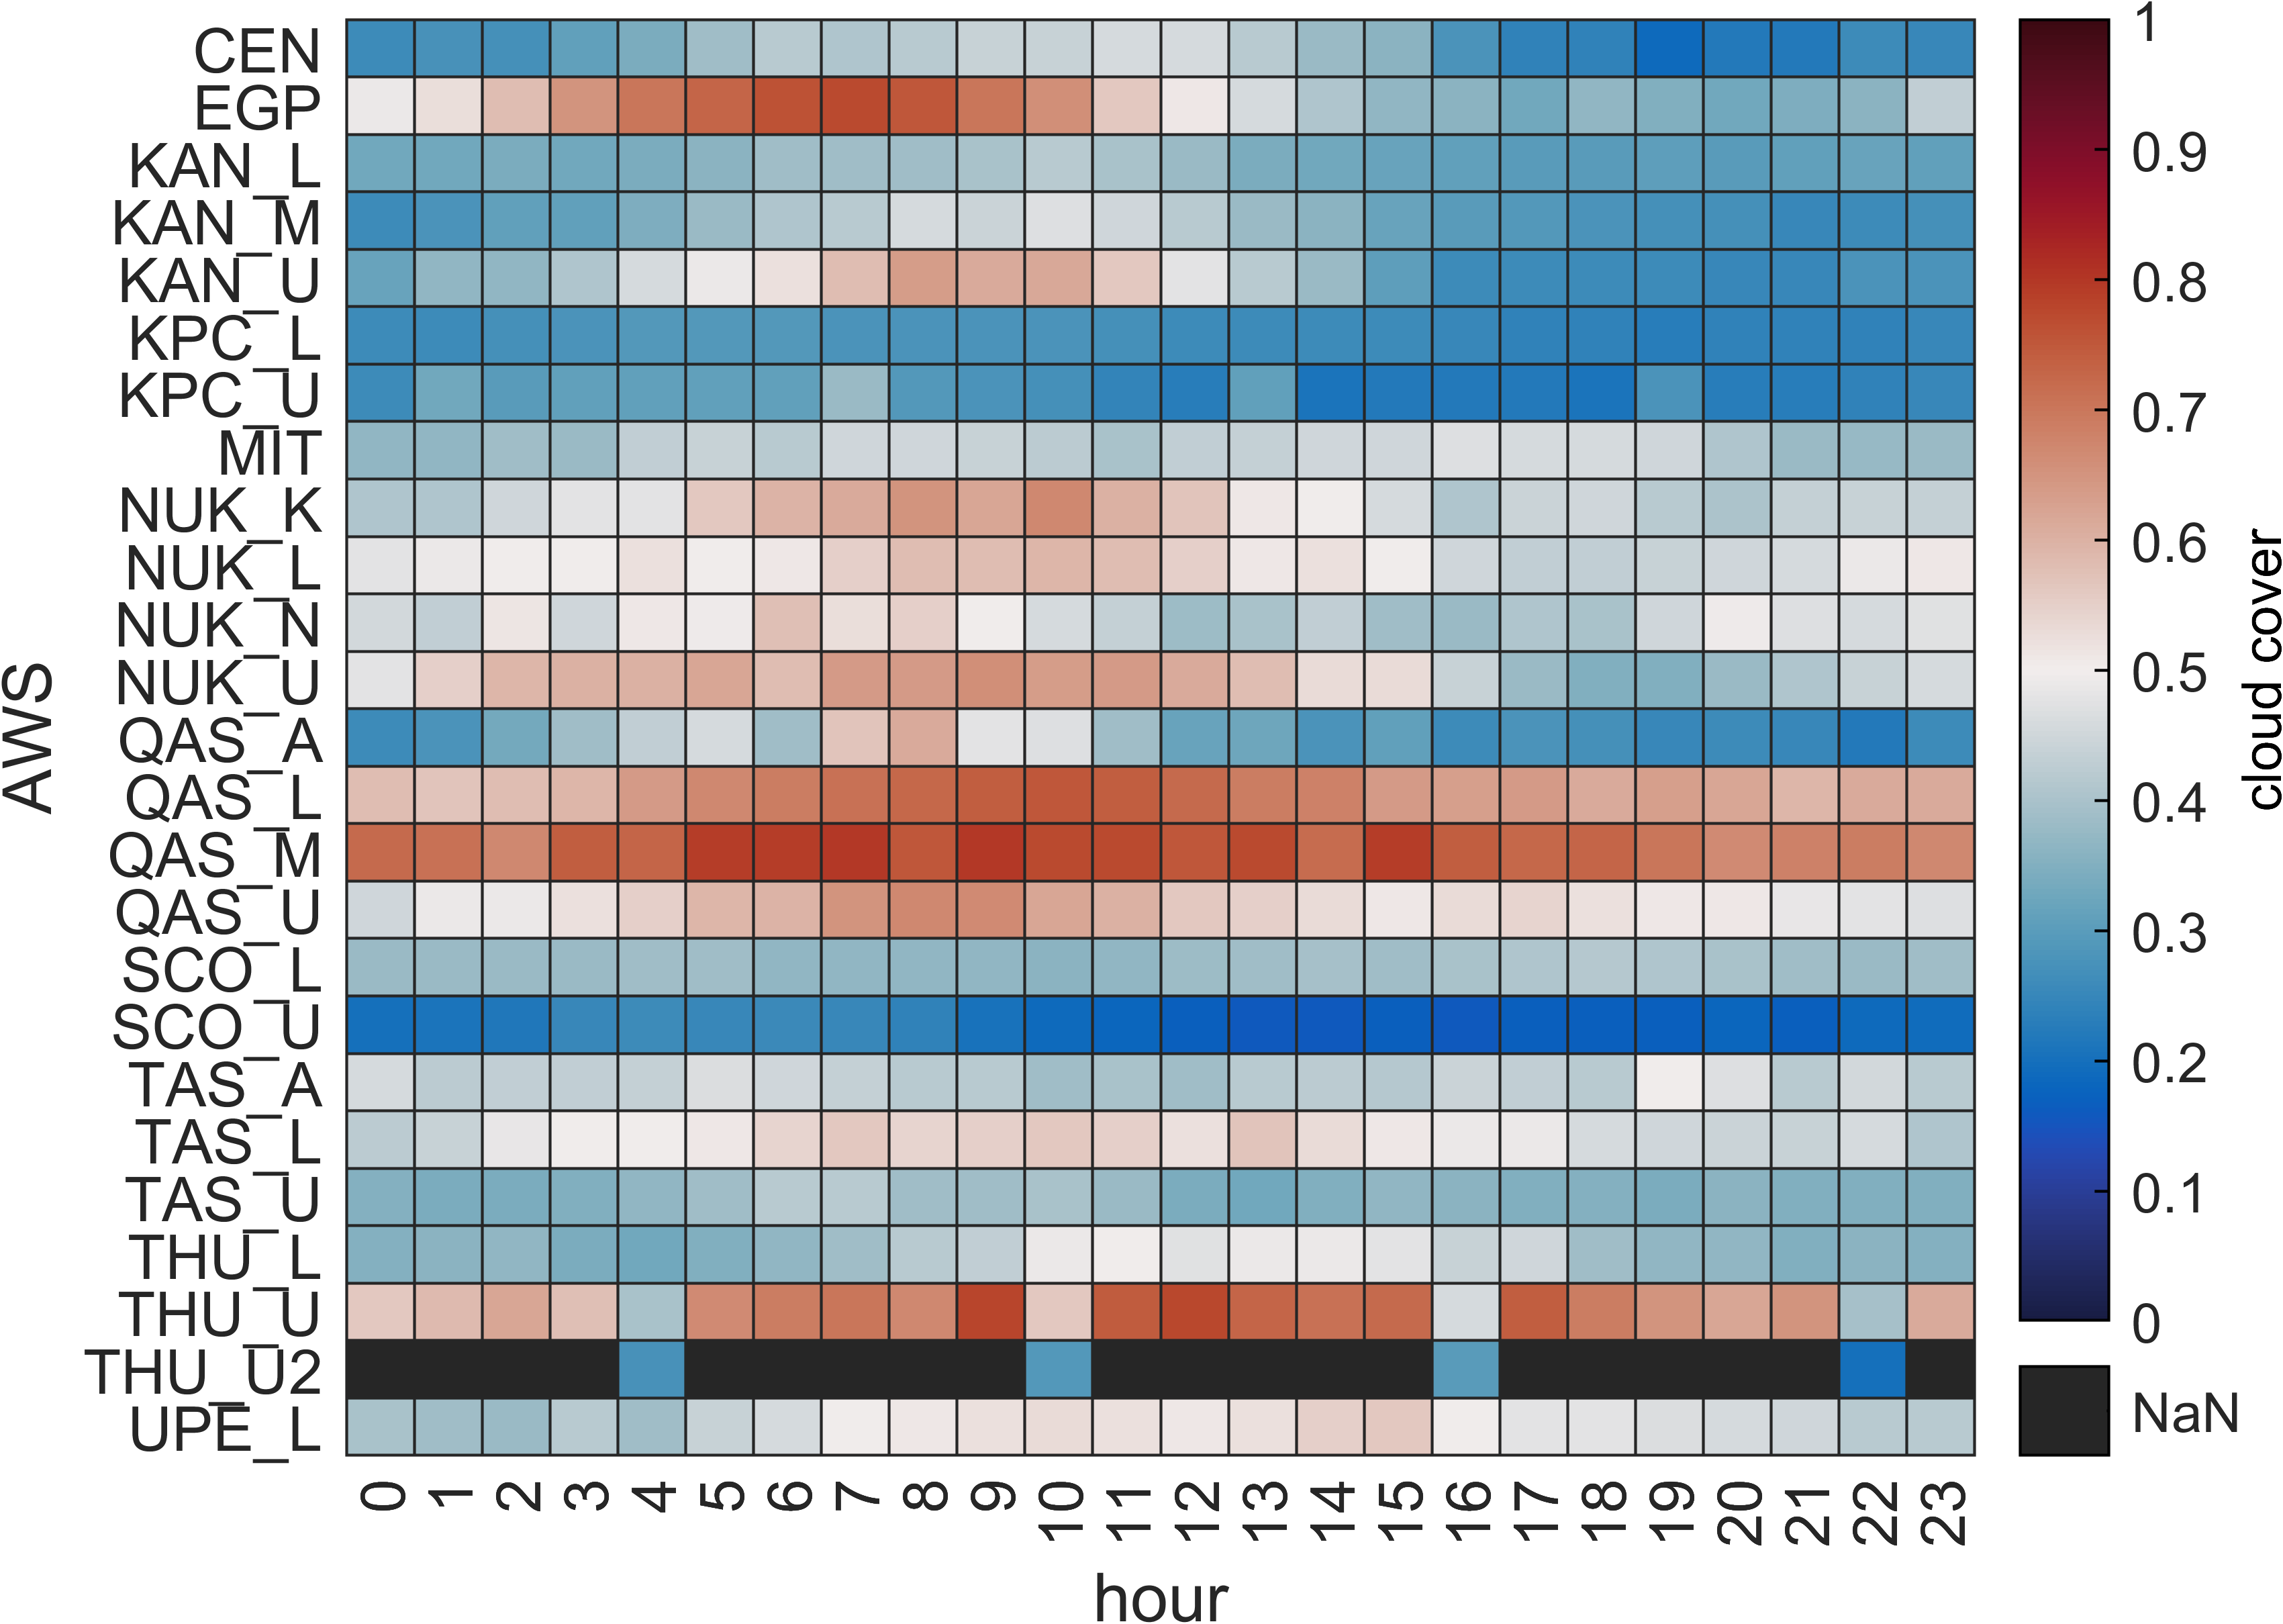 CEN
EGP
KAN_L
KAN_M
KAN_U
KPC_L
KPC_U
MIT
NUK_K
NUK_L
NUK_N
NUK_U
QAS_A
QAS_L
QAS_M
QAS_U
SCO_L
SCO_U
TAS_A
TAS_L
TAS_U
THU_L
THU_U
THU_U2
UPE_L
AWS
0 1 2 3 4 5 6 7 8 9 10 11 12 13 14 15 16 17 18 19 20 21 22 23
hour
1
0.9
0.8
0.7
0.6
0.5
0.4
0.3
0.2
0.1
0
NaN
cloud cover